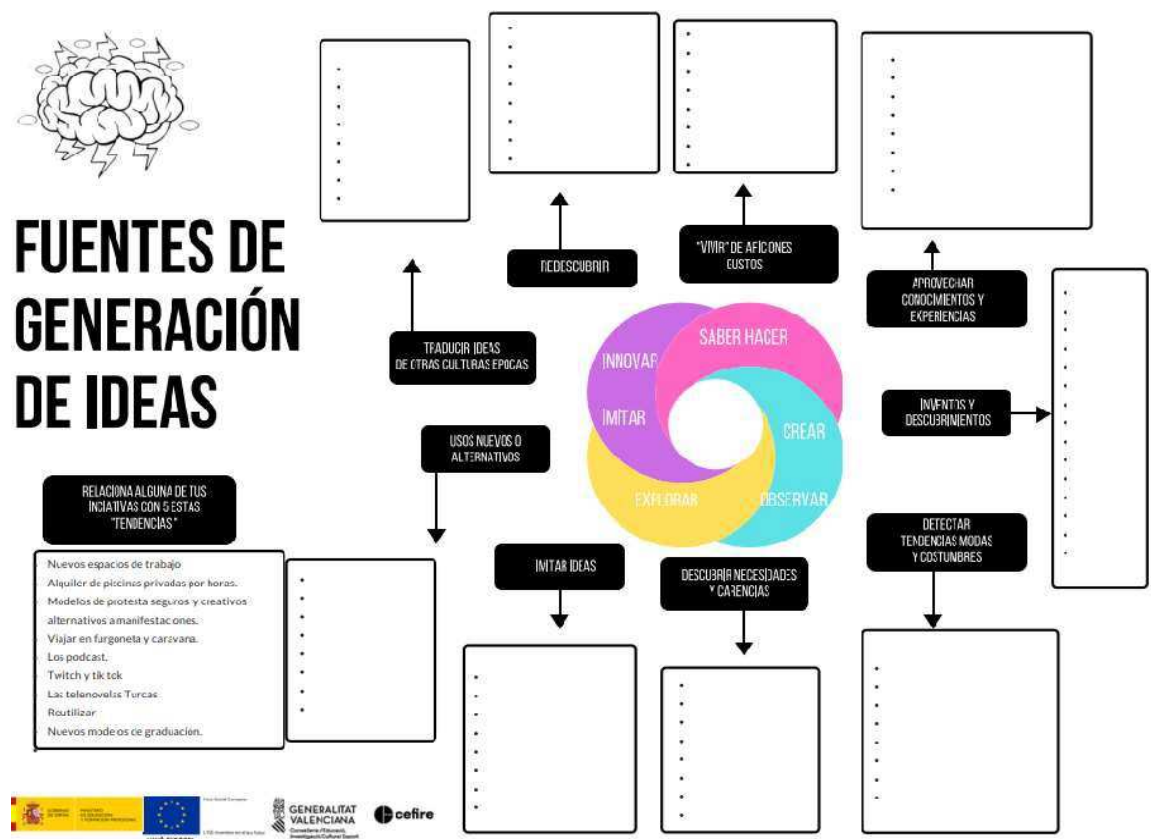 FUENTES DE
GENERACIÓN
DE IDEAS
REDESCUBRIR
"VIVIR" DE AFICONES
GUSTOS
APROVECHAR
CONOCIMIENTOS Y
EXPERIENCIAS
TRADUCIR IDEAS
DE OTRAS CULTURAS EPOCAS
INNOVAR
SABER HACER
IMITAR
CREAR
EXPLORAR
OBSERVAR
INVENTOS Y
DESCUBRIMIENTOS
USOS NUEVOS O
ALTERNATIVOS
RELACIONA ALGUNA DE TUS
INCIATIVAS CON 5 ESTAS
"TENDENCIAS"
Nuevos espacios de trabajo
Alquiler de piscinas privadas por horas.
Modelos de protesta seguros y creativos
alternativos a manifestaciones.
Viajar en furgoneta y caravana.
Los podcast.
Twitch y tik tok
Las telenovelas Turcas
Reutilizar
Nuevos modelos de graduación.
IMITAR IDEAS
DESCUBRIR NECESIDADES
Y CARENCIAS
DETECTAR
TENDENCIAS MODAS
Y COSTUNBRES
GENERALITAT
VALENCIANA
cefire